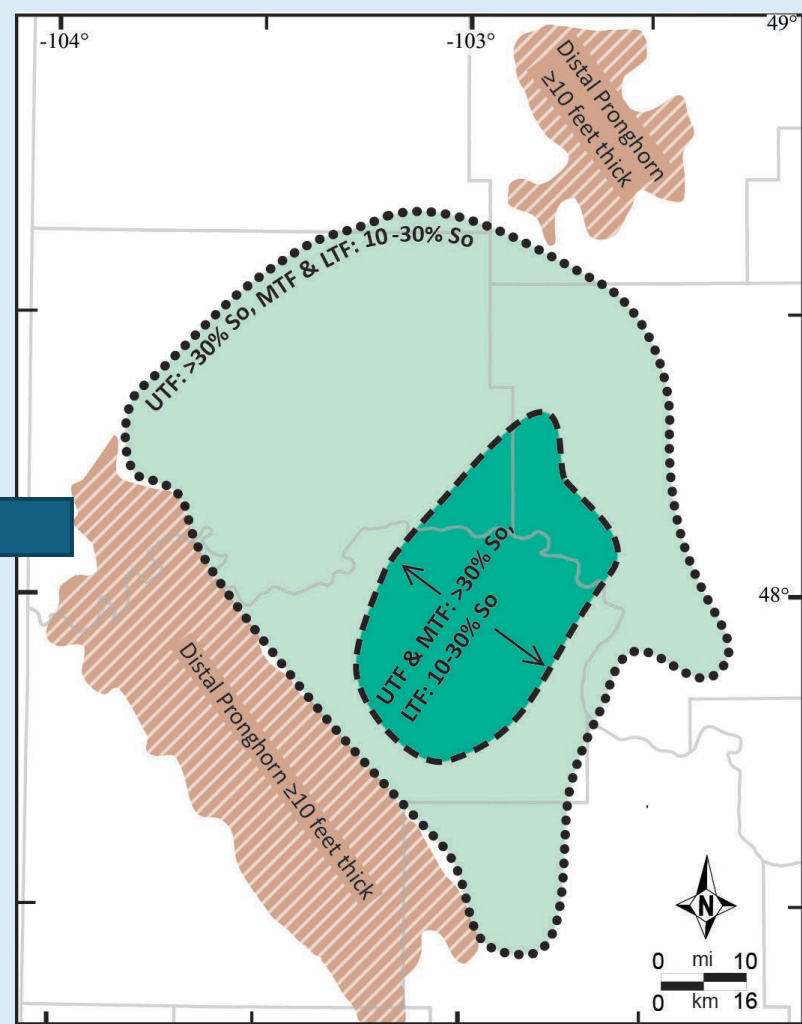 -104°
-103°
49°
Distal Pronghorn
≥10 feet thick
UTF: >30% So, MTF & LTF: 10 -30% So
UTF & MTF: >30% So,
LTF: 10-30% So
48°
Distal Pronghorn ≥10 feet thick
N
0 mi 10
0 km 16